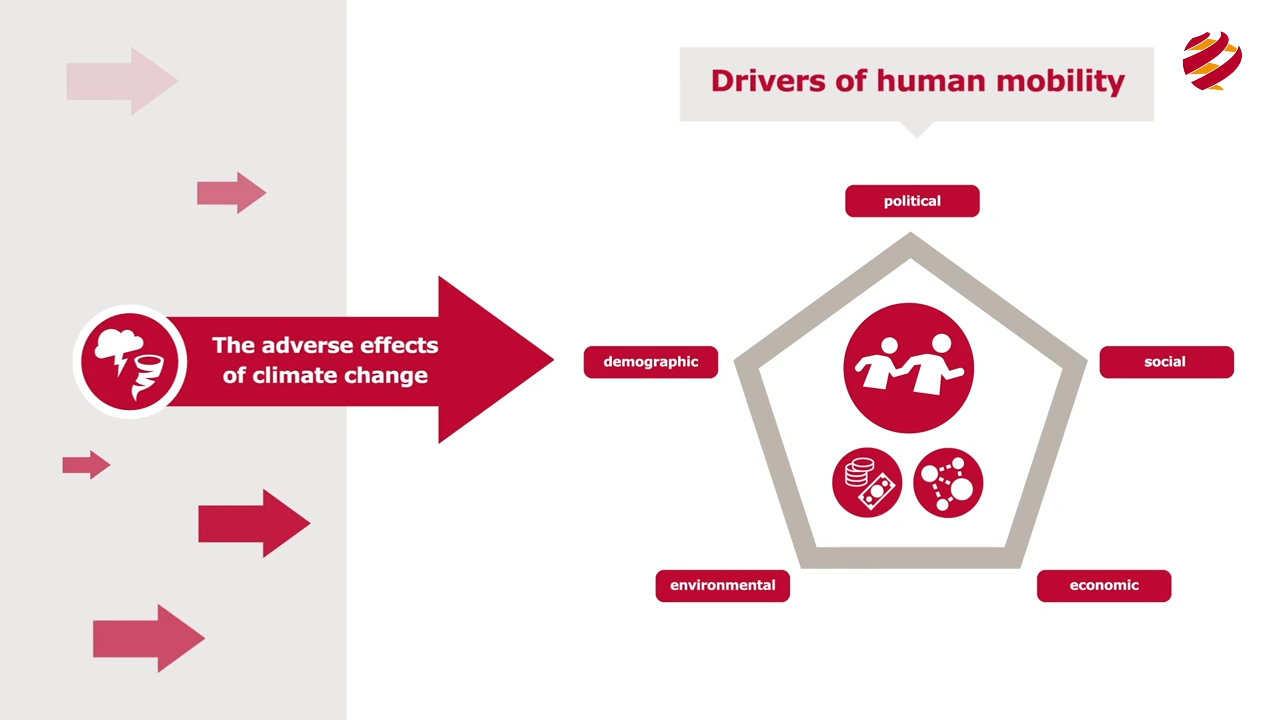 Drivers of human mobility
political
The adverse effects
of climate change
demographic
social
environmental
economic